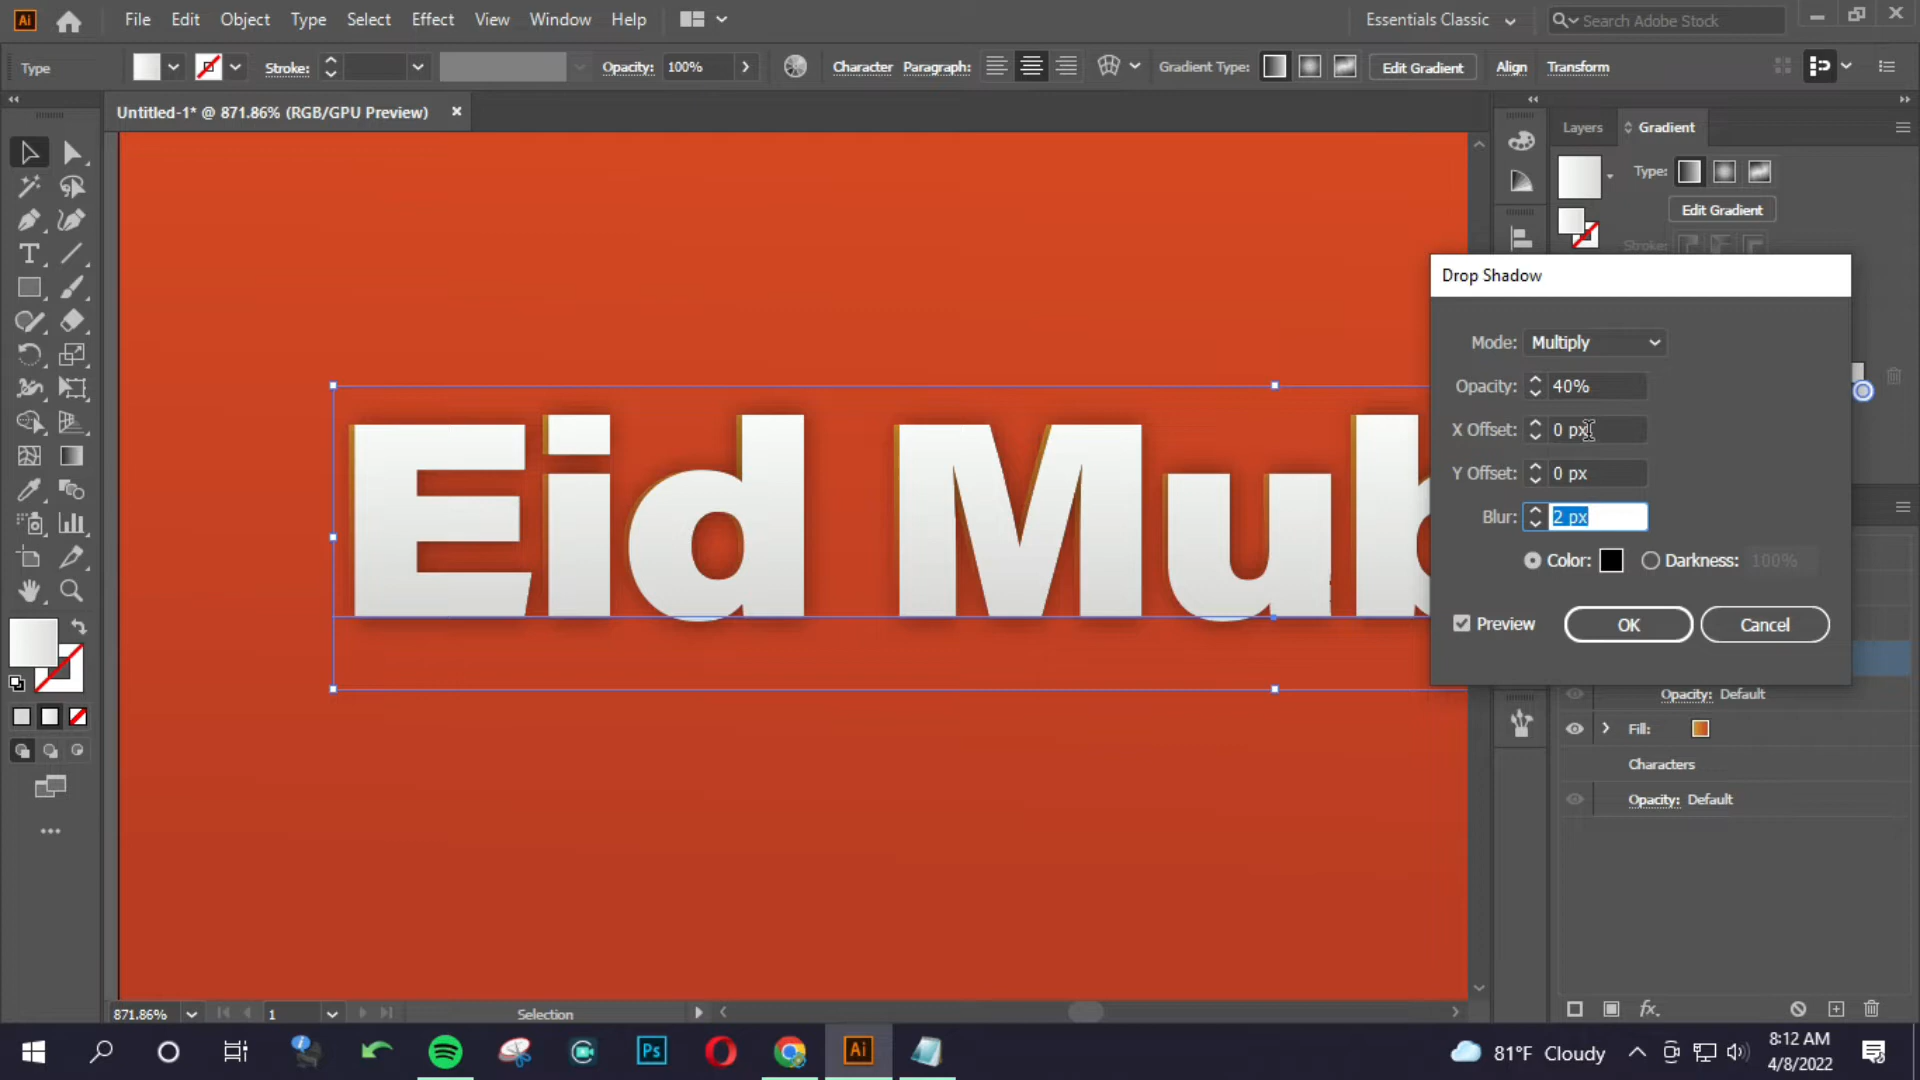 Ai File Edit Object Type Select Effect View Window Help Essentials Classic Search Adobe Stock
Type Stroke: Opacity: 100% Character Paragraph: Gradient Type: Edit Gradient Align Transform
Untitled-1* @ 871.86% (RGB/GPU Preview)
Layers Gradient
Type:
Edit Gradient
Stroke:
Drop Shadow
Mode: Multiply
Opacity: 40%
X Offset: 0 px
Y Offset: 0 px
Blur: 2 px
Color: Darkness: 100%
Preview OK Cancel
Eid Mub
Opacity: Default
Fill:
Characters
Opacity: Default
871.86% 1 Selection
Ps Ai
81°F Cloudy
8:12 AM
4/8/2022